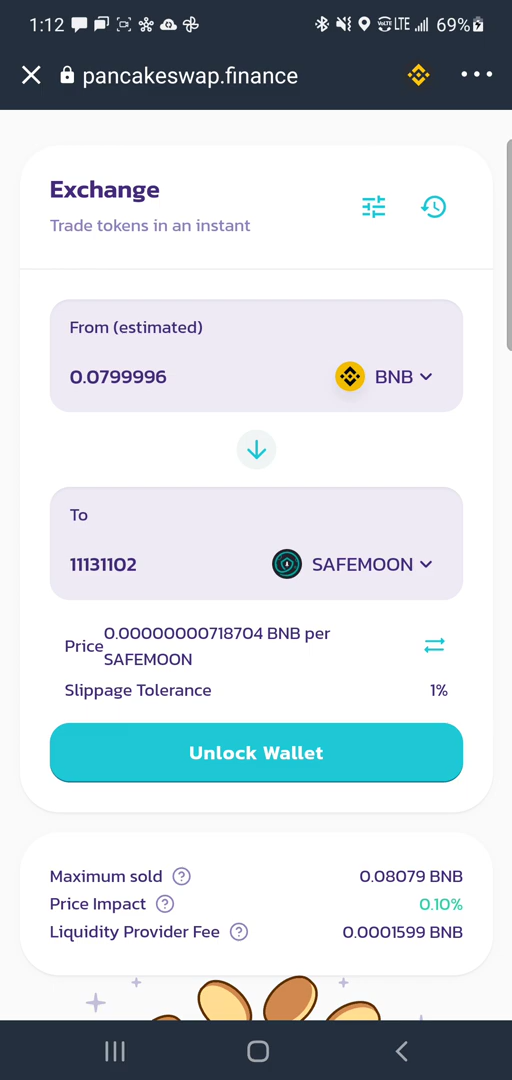 1:12
LTE 69%
pancakeswap.finance
Exchange
Trade tokens in an instant
From (estimated)
0.0799996 BNB
To
11131102 SAFEMOON
Price 0.00000000718704 BNB per
SAFEMOON
Slippage Tolerance 1%
Unlock Wallet
Maximum sold ? 0.08079 BNB
Price Impact ? 0.10%
Liquidity Provider Fee ? 0.0001599 BNB